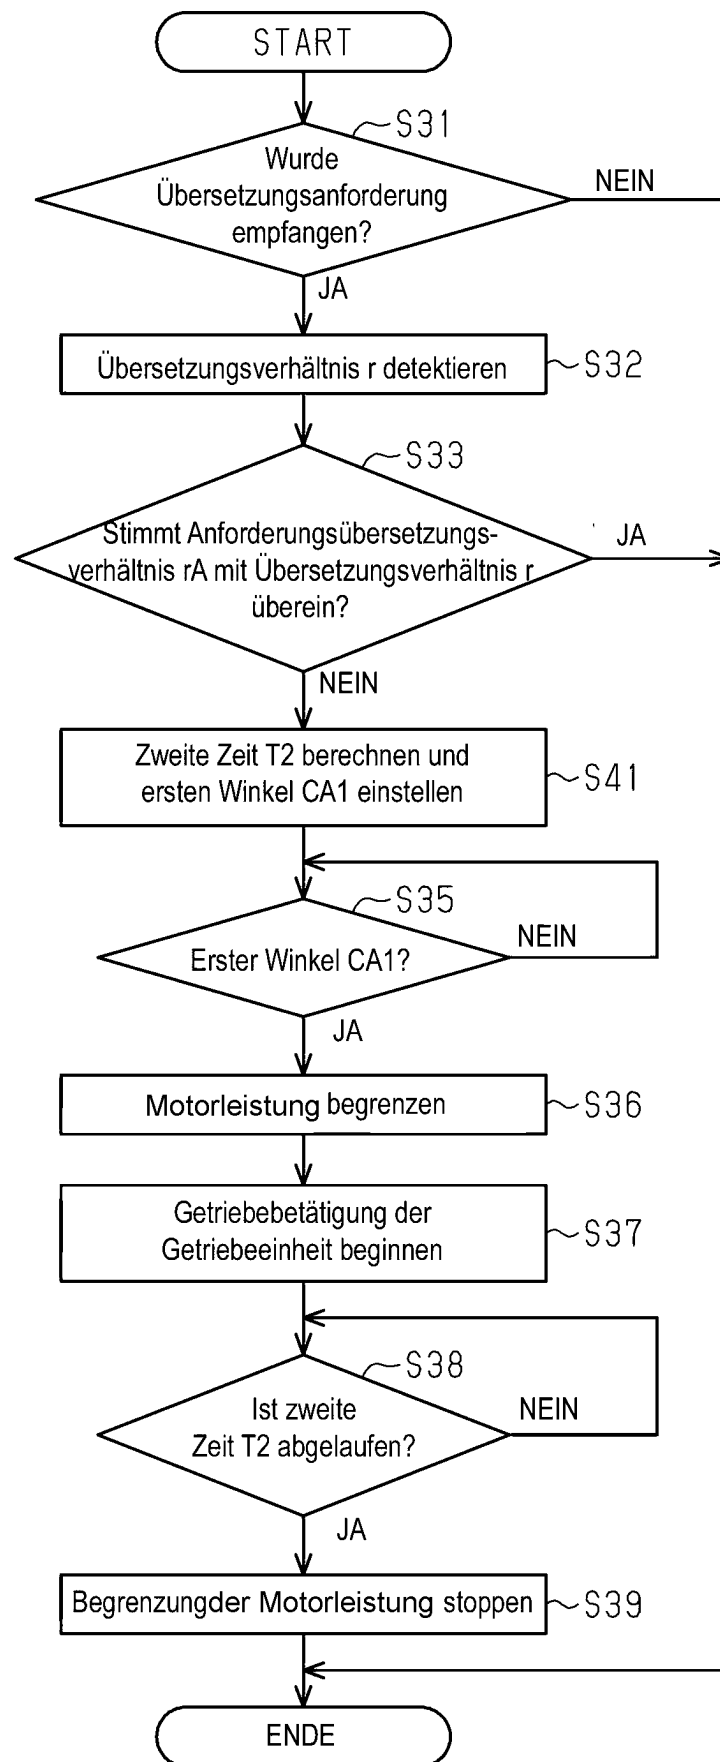 START
S31
Wurde
Übersetzungsanforderung
empfangen?
NEIN
JA
Übersetzungsverhältnis r detektieren
S32
S33
Stimmt Anforderungsübersetzungs-
verhältnis rA mit Übersetzungsverhältnis r
überein?
JA
NEIN
Zweite Zeit T2 berechnen und
ersten Winkel CA1 einstellen
S41
S35
Erster Winkel CA1?
NEIN
JA
Motorleistung begrenzen
S36
Getriebebetätigung der
Getriebeeinheit beginnen
S37
S38
Ist zweite
Zeit T2 abgelaufen?
NEIN
JA
Begrenzungder Motorleistung stoppen
S39
ENDE